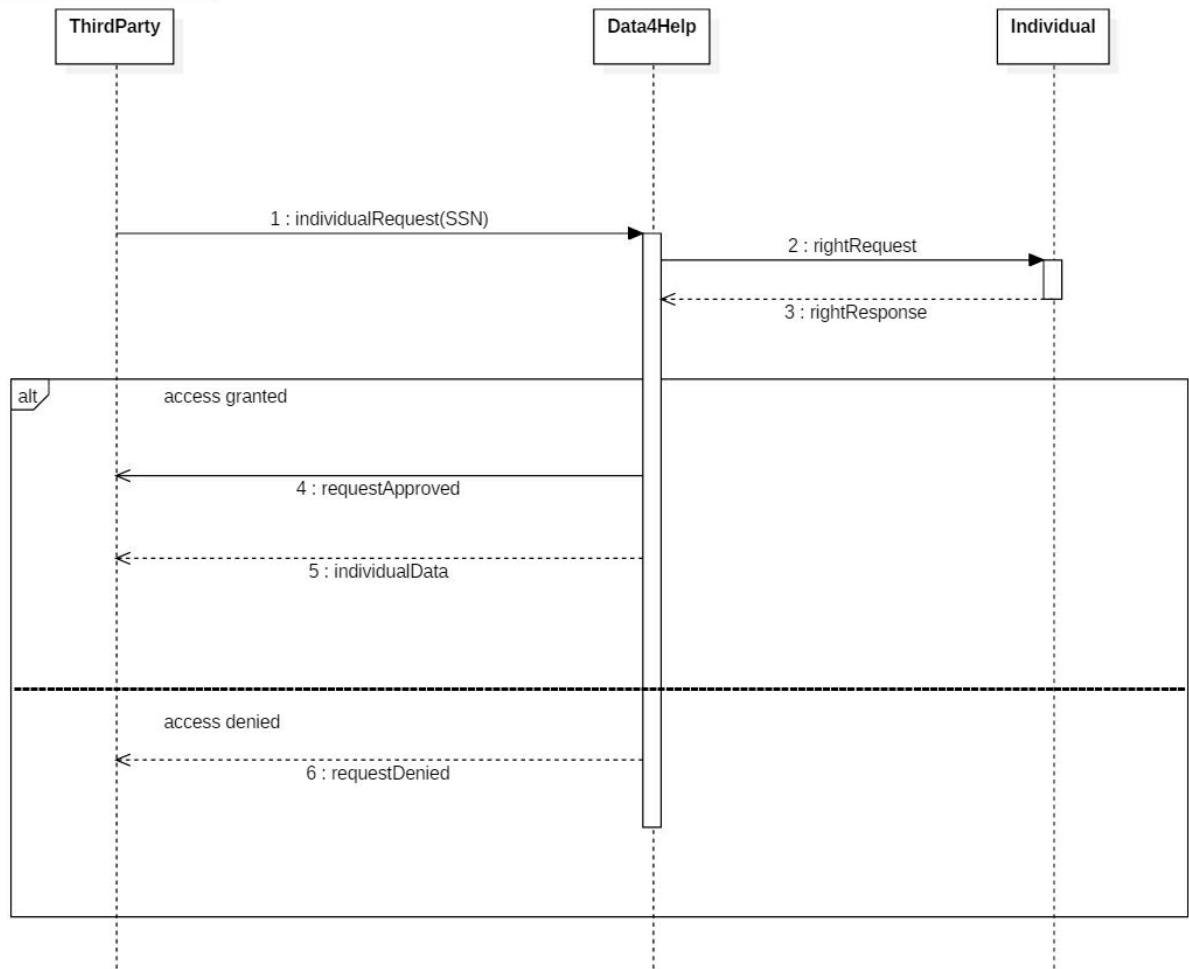 ThirdParty
Data4Help
Individual
1 : individualRequest(SSN)
2 : rightRequest
3 : rightResponse
alt
access granted
4 : requestApproved
5 : individualData
access denied
6 : requestDenied